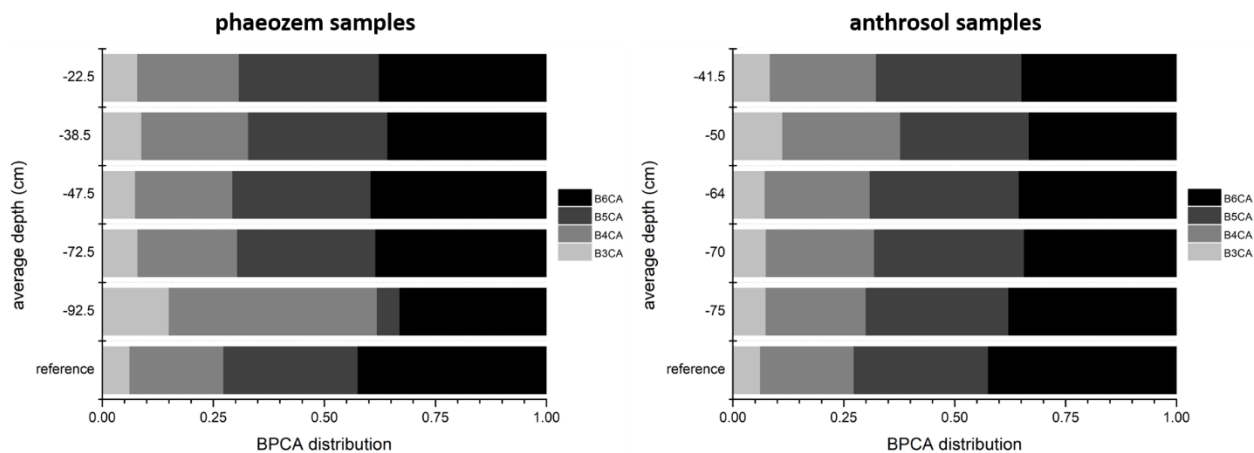 phaeozem samples
average depth (cm)
-22.5
-38.5
-47.5
-72.5
-92.5
reference
0.00 0.25 0.50 0.75 1.00
BPCA distribution
B6CA
B5CA
B4CA
B3CA
anthrosol samples
average depth (cm)
-41.5
-50
-64
-70
-75
reference
0.00 0.25 0.50 0.75 1.00
BPCA distribution
B6CA
B5CA
B4CA
B3CA